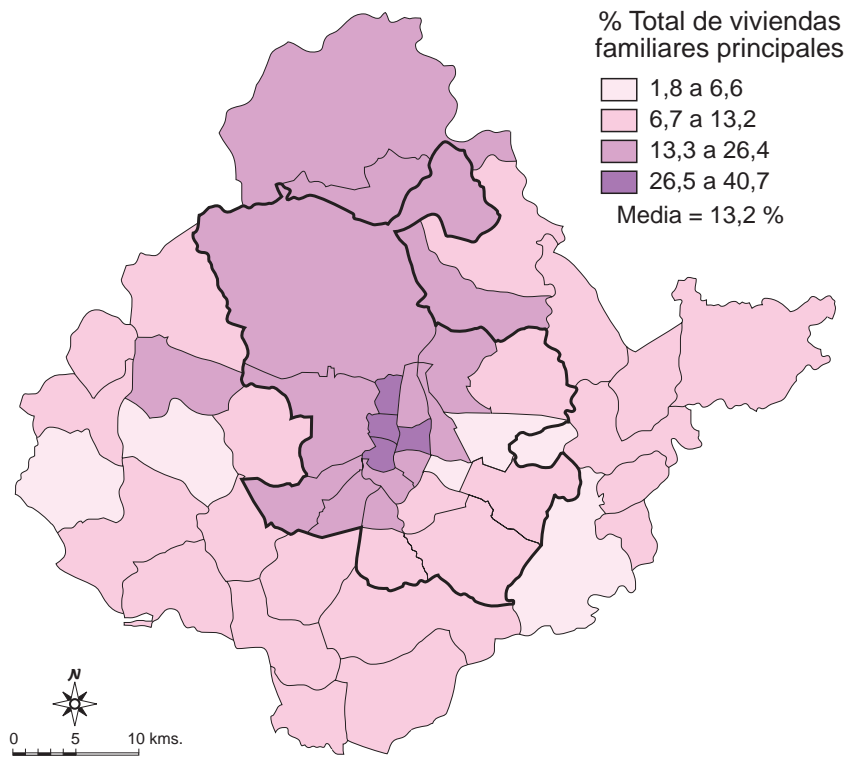 % Total de viviendas
familiares principales
1,8 a 6,6
6,7 a 13,2
13,3 a 26,4
26,5 a 40,7
Media = 13,2 %
N
0 5 10 kms.